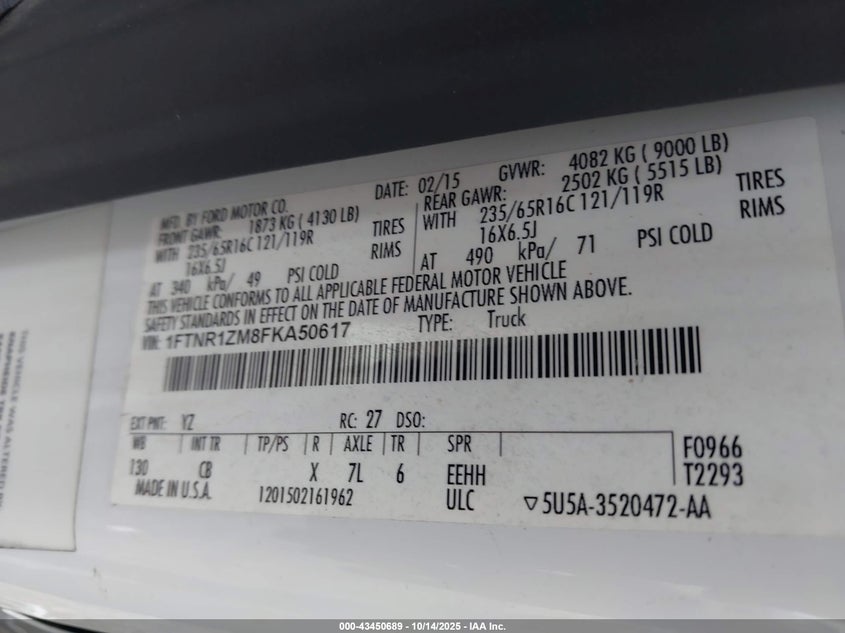 MFD. BY FORD MOTOR CO.
DATE: 02/15
GVWR: 4082 KG ( 9000 LB)
FRONT GAWR: 1873 KG ( 4130 LB)
REAR GAWR: 2502 KG ( 5515 LB)
WITH 235/65R16C 121/119R TIRES
WITH 235/65R16C 121/119R TIRES
16X6.5J RIMS
16X6.5J RIMS
AT 340 kPa/ 49 PSI COLD
AT 490 kPa/ 71 PSI COLD
THIS VEHICLE CONFORMS TO ALL APPLICABLE FEDERAL MOTOR VEHICLE
SAFETY STANDARDS IN EFFECT ON THE DATE OF MANUFACTURE SHOWN ABOVE.
VIN: 1FTNR1ZM8FKA50617
TYPE: Truck
EXT PNT: YZ RC: 27 DSO:
WB INT TR TP/PS R AXLE TR SPR
130 CB X 7L 6 EEHH
F0966
T2293
MADE IN U.S.A. 1201502161962 ULC ▽5U5A-3520472-AA
THIS VEHICLE WAS ALTERED BY
000-43450689 - 10/14/2025 - IAA Inc.